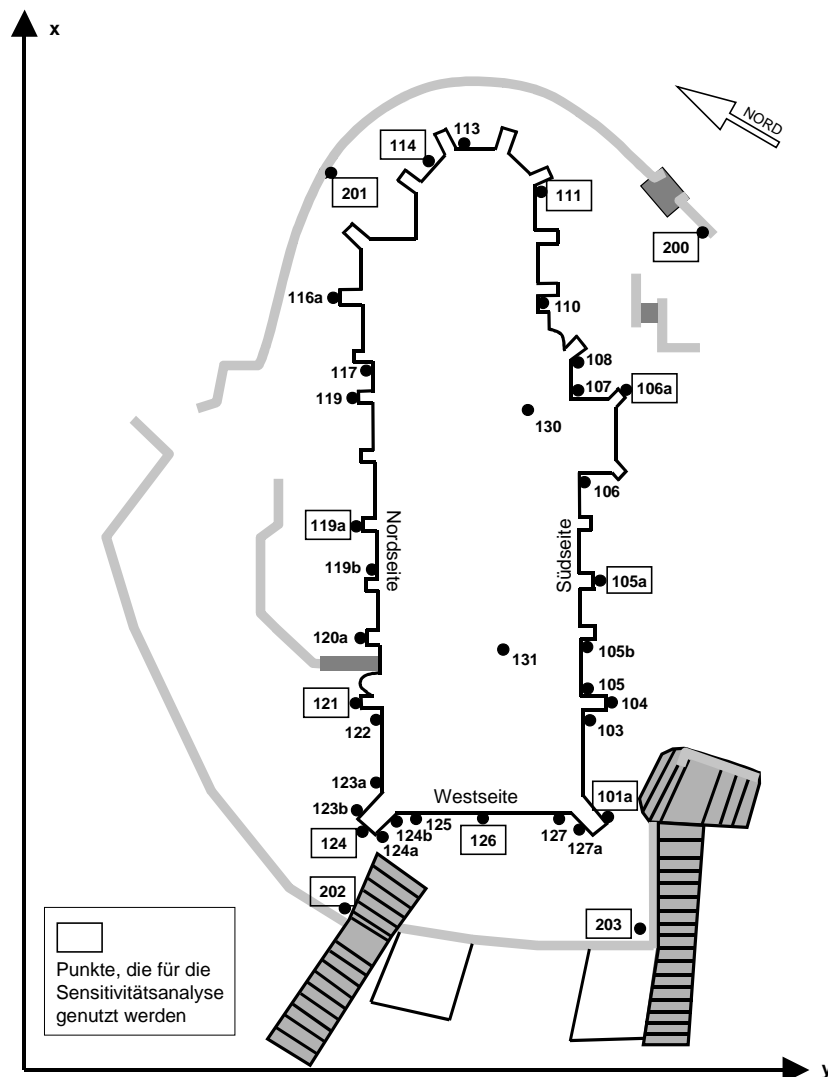 x
NORD
113
114
201
111
200
116a
110
108
117
107
119
106a
130
106
119a
Nordseite
Südseite
119b
105a
120a
105b
131
105
121
104
122
103
123a
Westseite
101a
123b
125
127
124
124b
126
127a
124a
202
203
Punkte, die für die
Sensitivitätsanalyse
genutzt werden
y